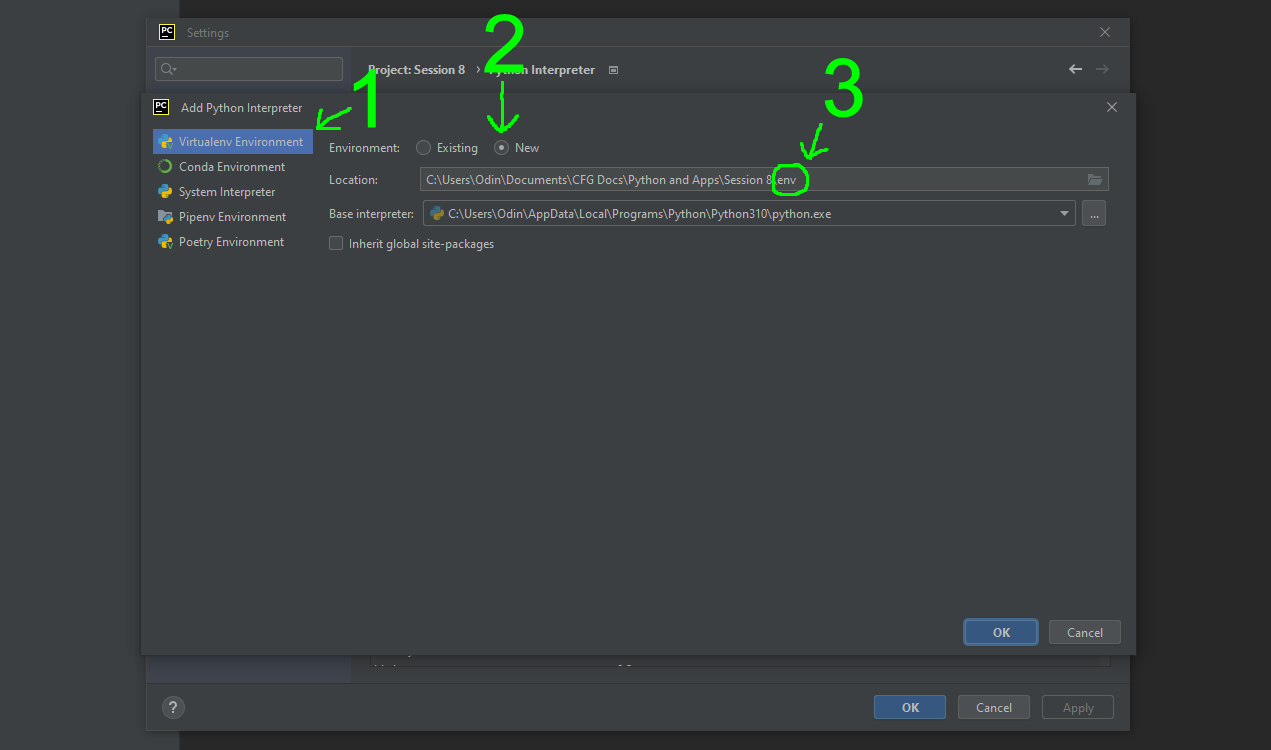 PC Settings
2
Project: Session 8 › Python Interpreter
1
3
PC Add Python Interpreter
Virtualenv Environment
Conda Environment
System Interpreter
Pipenv Environment
Poetry Environment
Environment: Existing New
Location: C:\Users\Odin\Documents\CFG Docs\Python and Apps\Session 8\env
Base interpreter: C:\Users\Odin\AppData\Local\Programs\Python\Python310\python.exe ...
Inherit global site-packages
OK Cancel
? OK Cancel Apply